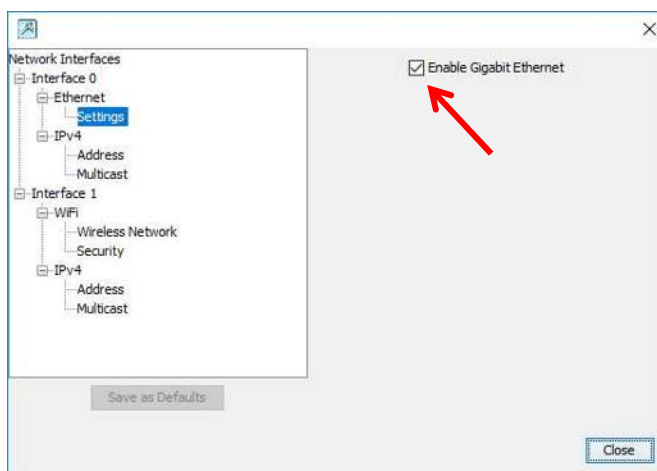 Network Interfaces
Interface 0
Ethernet
Settings
IPv4
Address
Multicast
Interface 1
WiFi
Wireless Network
Security
IPv4
Address
Multicast
Enable Gigabit Ethernet
Save as Defaults
Close